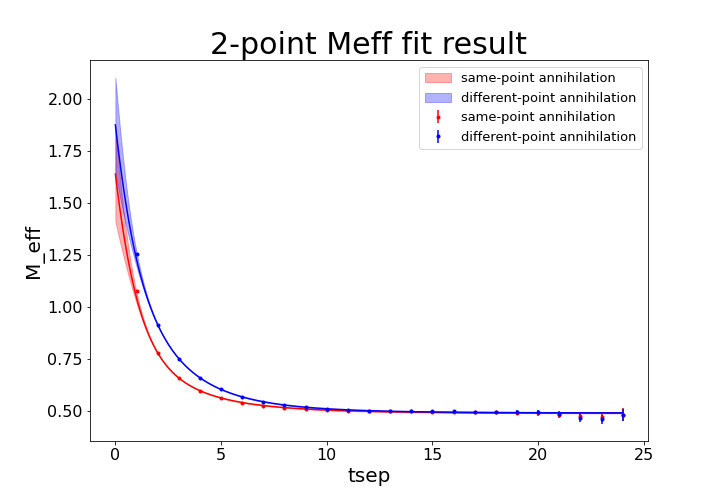 2-point Meff fit result
same-point annihilation
different-point annihilation
same-point annihilation
different-point annihilation
M_eff
2.00
1.75
1.50
1.25
1.00
0.75
0.50
0
5
10
15
20
25
tsep